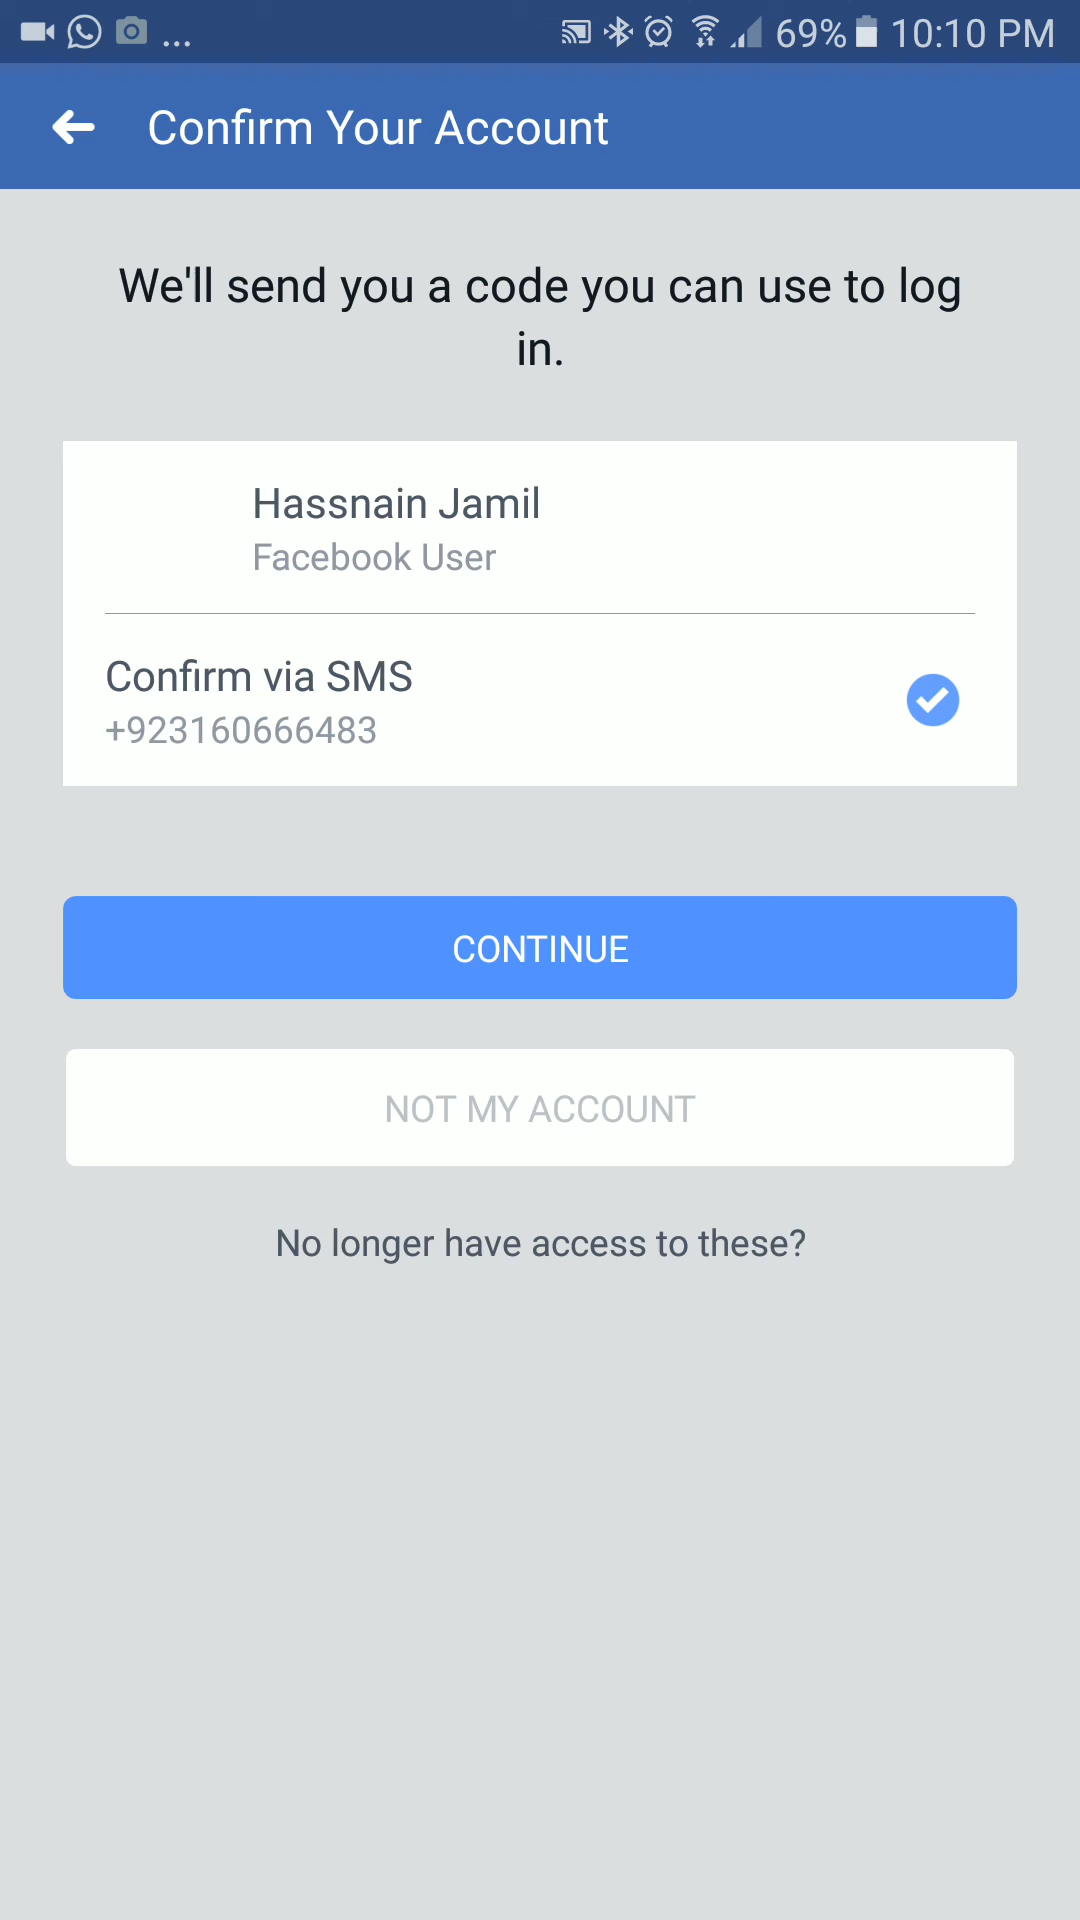 ... 69% 10:10 PM
Confirm Your Account
We'll send you a code you can use to log
in.
Hassnain Jamil
Facebook User
Confirm via SMS
+923160666483
CONTINUE
NOT MY ACCOUNT
No longer have access to these?